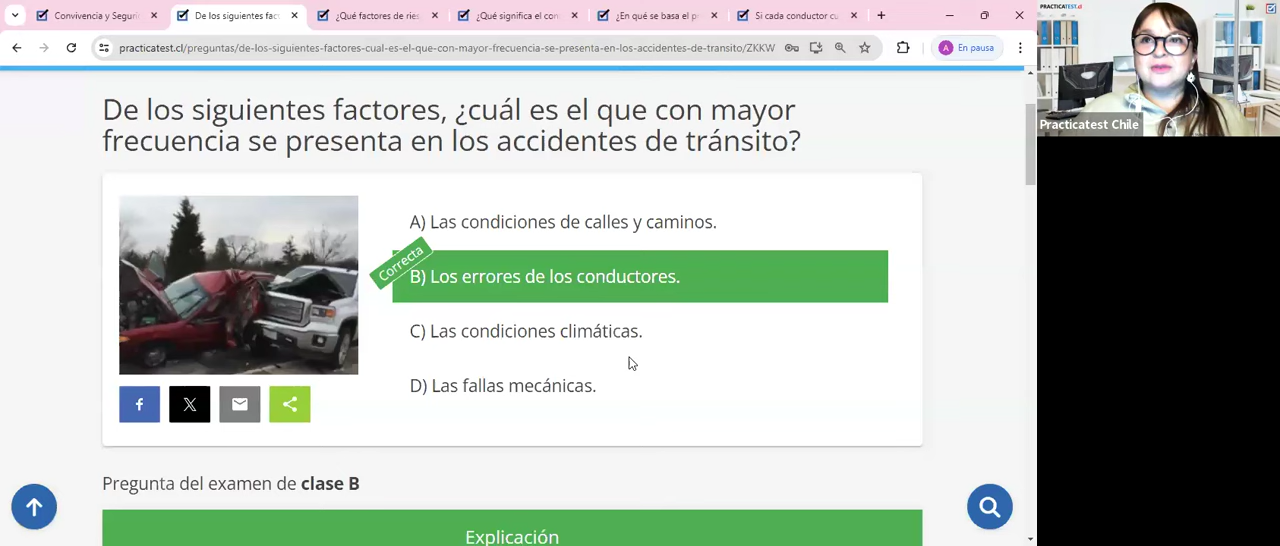 Convivencia y Seguri
De los siguientes fact
¿Qué factores de ries
¿Qué significa el con
¿En qué se basa el p
Si cada conductor cu
practicatest.cl/preguntas/de-los-siguientes-factores-cual-es-el-que-con-mayor-frecuencia-se-presenta-en-los-accidentes-de-transito/ZKKW
A
En pausa
PRACTICATEST.cl
Practicatest Chile
De los siguientes factores, ¿cuál es el que con mayor
frecuencia se presenta en los accidentes de tránsito?
A) Las condiciones de calles y caminos.
Correcta
B) Los errores de los conductores.
C) Las condiciones climáticas.
D) Las fallas mecánicas.
Pregunta del examen de clase B
Explicación